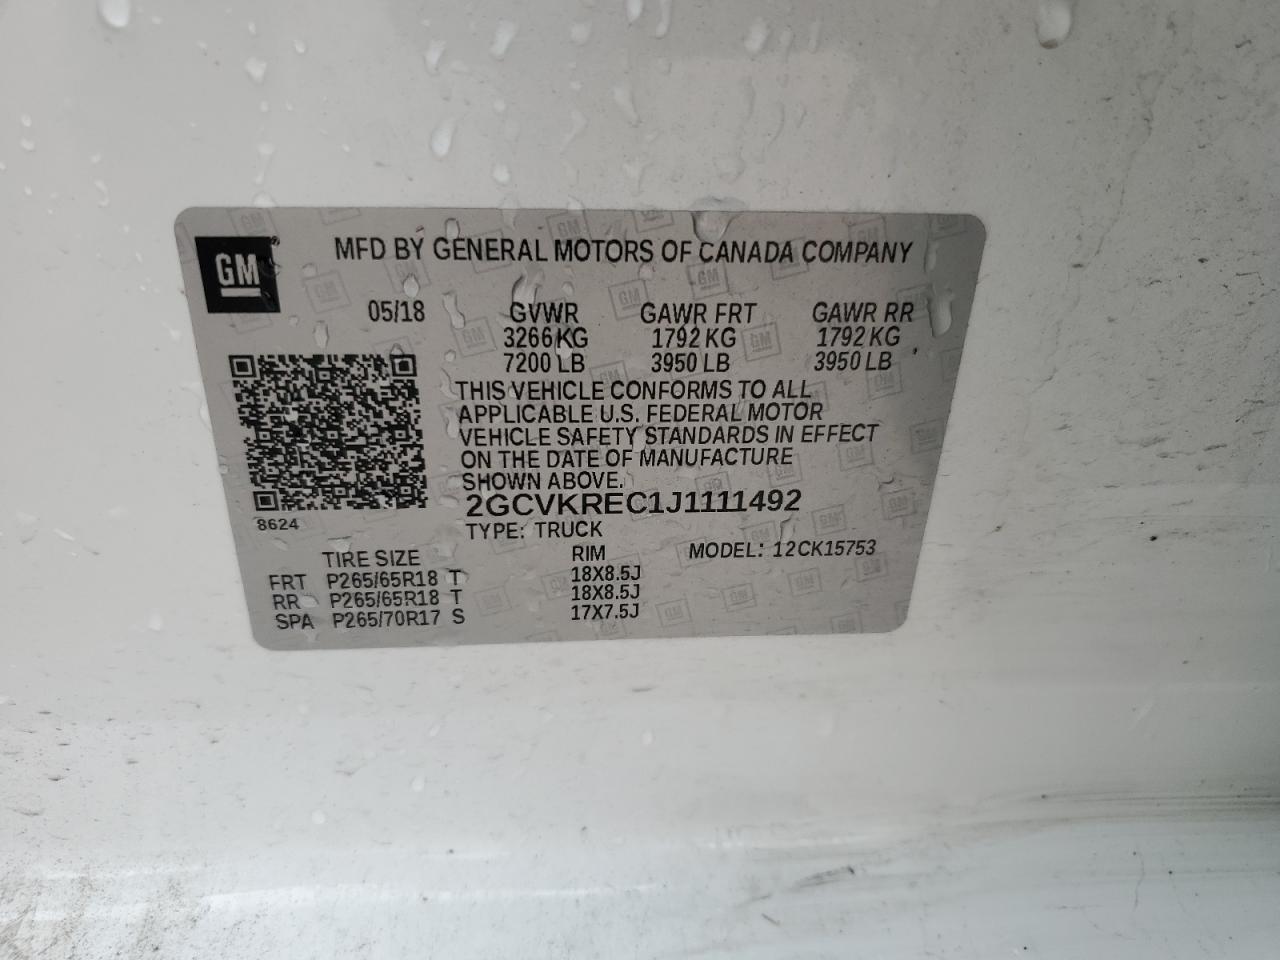 GM
MFD BY GENERAL MOTORS OF CANADA COMPANY
05/18 GVWR GAWR FRT GAWR RR
3266KG 1792 KG 1792 KG
7200 LB 3950 LB 3950 LB
THIS VEHICLE CONFORMS TO ALL
APPLICABLE U.S. FEDERAL MOTOR
VEHICLE SAFETY STANDARDS IN EFFECT
ON THE DATE OF MANUFACTURE
SHOWN ABOVE.
2GCVKREC1J1111492
8624
TYPE: TRUCK
TIRE SIZE RIM MODEL: 12CK15753
FRT P265/65R18 T 18X8.5J
RR P265/65R18 T 18X8.5J
SPA P265/70R17 S 17X7.5J